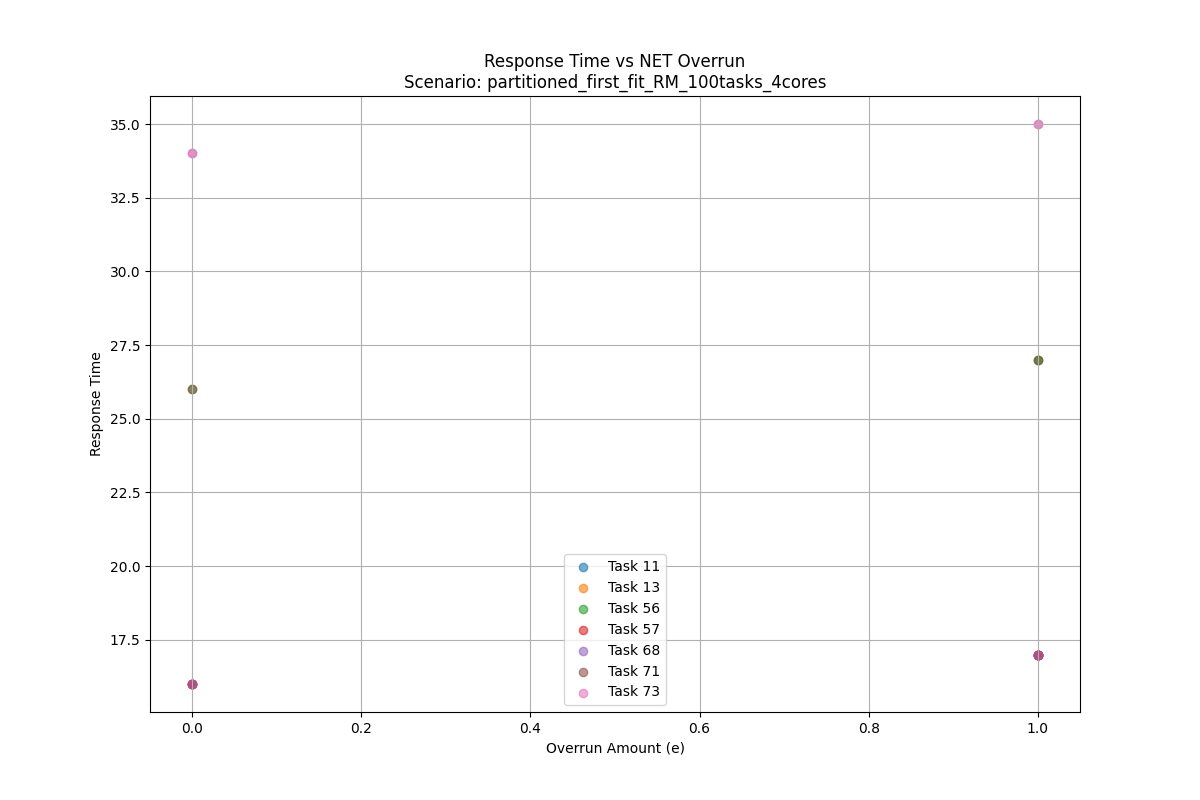 Response Time vs NET Overrun
Scenario: partitioned_first_fit_RM_100tasks_4cores
Response Time
35.0
32.5
30.0
27.5
25.0
22.5
20.0
17.5
Task 11
Task 13
Task 56
Task 57
Task 68
Task 71
Task 73
0.0 0.2 0.4 0.6 0.8 1.0
Overrun Amount (e)